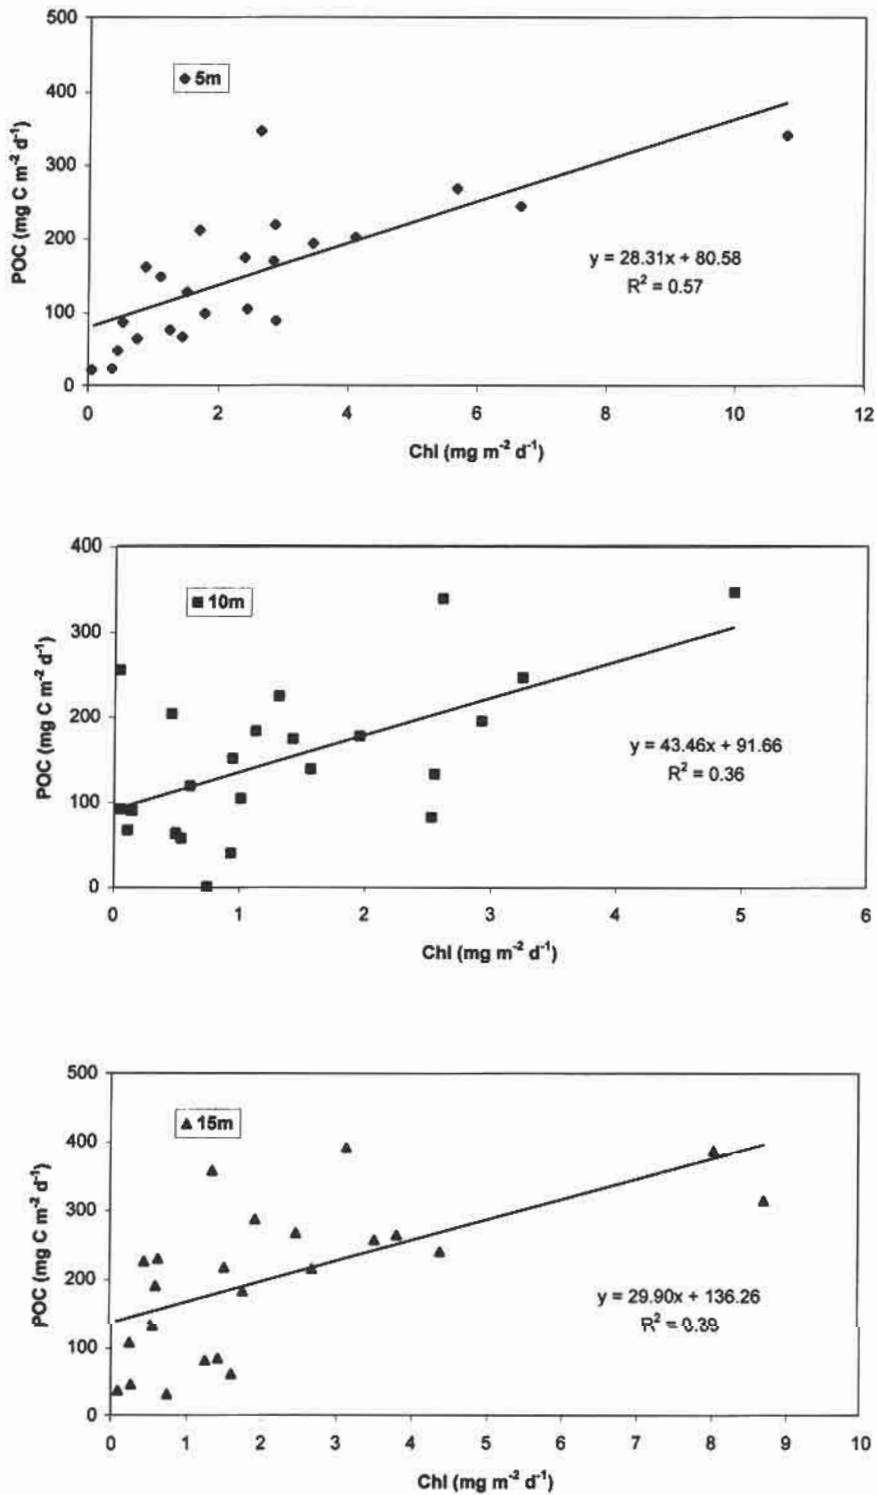 500
400
300
200
100
0
POC (mg C m⁻² d⁻¹)
5m
y = 28.31x + 80.58
R² = 0.57
0 2 4 6 8 10 12
Chl (mg m⁻² d⁻¹)
400
300
200
100
0
POC (mg C m⁻² d⁻¹)
10m
y = 43.46x + 91.66
R² = 0.36
0 1 2 3 4 5 6
Chl (mg m⁻² d⁻¹)
500
400
300
200
100
0
POC (mg C m⁻² d⁻¹)
15m
y = 29.90x + 136.26
R² = 0.39
0 1 2 3 4 5 6 7 8 9 10
Chl (mg m⁻² d⁻¹)